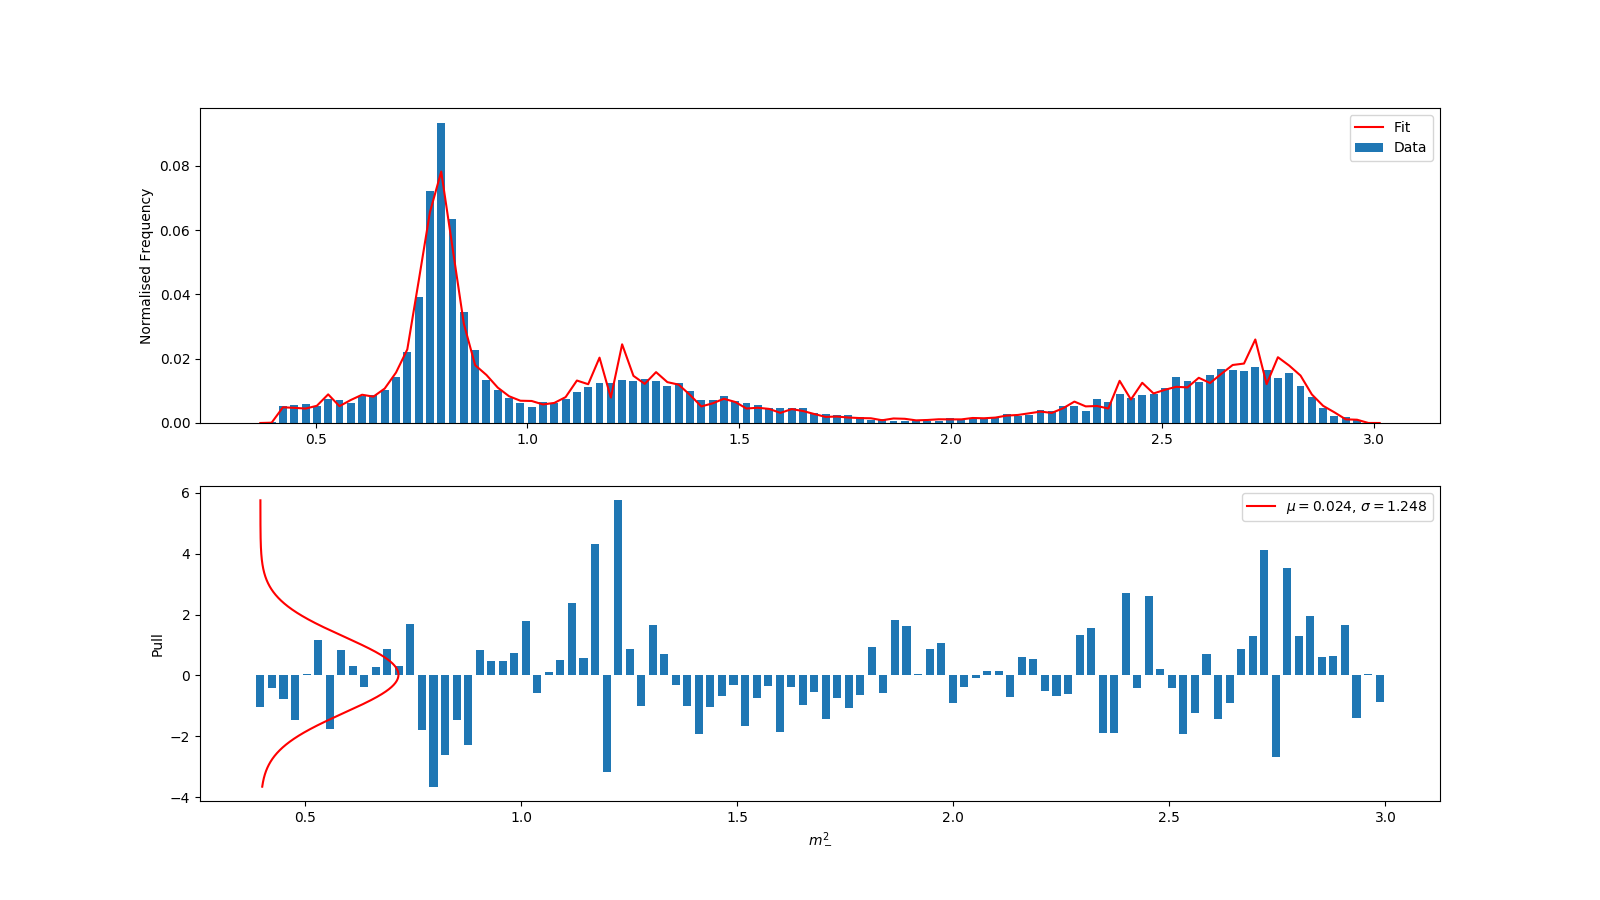 Fit
Data
Normalised Frequency
0.08
0.06
0.04
0.02
0.00
0.5 1.0 1.5 2.0 2.5 3.0
μ = 0.024, σ = 1.248
Pull
6
4
2
0
−2
−4
0.5 1.0 1.5 2.0 2.5 3.0
m²₋